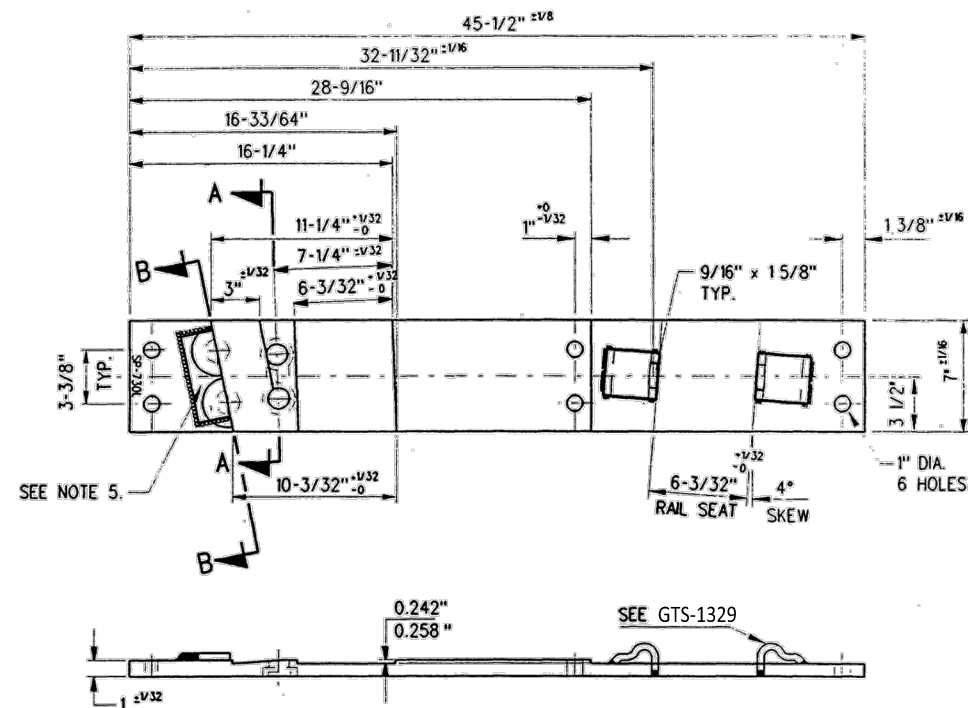 45-1/2" ±1/8
32-11/32" ±1/16
28-9/16"
16-33/64"
16-1/4"
A
11-1/4" +1/32 -0
1" +0 -1/32
1 3/8" ±1/16
7-1/4" ±1/32
B
3" ±1/32
6-3/32" +1/32 -0
9/16" x 1 5/8"
TYP.
3-3/8"
TYP.
SP-730L
7" ±1/16
3 1/2"
A
SEE NOTE 5.
10-3/32" +1/32 -0
+1/32 -0
6-3/32"
RAIL SEAT
4°
SKEW
1" DIA.
6 HOLES
B
0.242"
0.258"
SEE GTS-1329
1 ±1/32